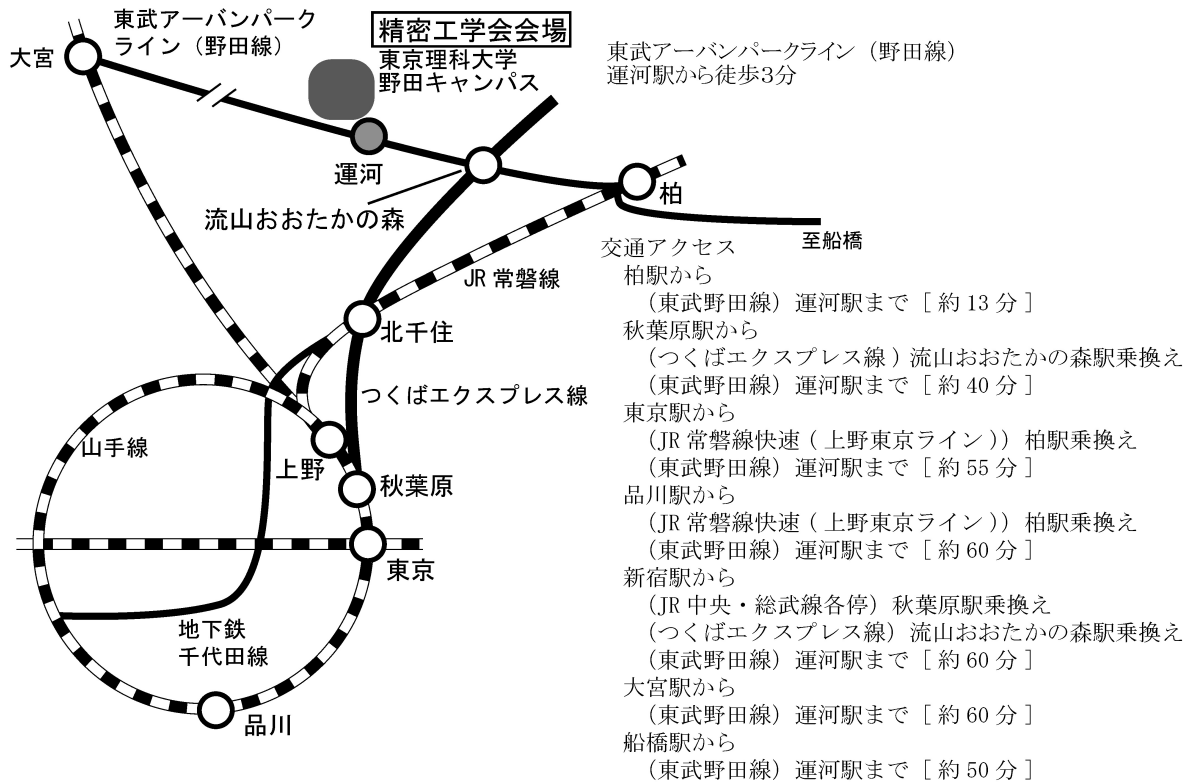 東武アーバンパーク
ライン（野田線）
大宮
精密工学会会場
東京理科大学
野田キャンパス
運河
流山おおたかの森
柏
至船橋
JR 常磐線
北千住
つくばエクスプレス線
山手線
上野
秋葉原
東京
地下鉄
千代田線
品川
東武アーバンパークライン（野田線）
運河駅から徒歩3分
交通アクセス
柏駅から
（東武野田線）運河駅まで［ 約 13 分 ］
秋葉原駅から
（つくばエクスプレス線 ) 流山おおたかの森駅乗換え
（東武野田線）運河駅まで［ 約 40 分 ］
東京駅から
（JR 常磐線快速 ( 上野東京ライン )）柏駅乗換え
（東武野田線）運河駅まで［ 約 55 分 ］
品川駅から
（JR 常磐線快速 ( 上野東京ライン )）柏駅乗換え
（東武野田線）運河駅まで［ 約 60 分 ］
新宿駅から
（JR 中央・総武線各停）秋葉原駅乗換え
（つくばエクスプレス線）流山おおたかの森駅乗換え
（東武野田線）運河駅まで［ 約 60 分 ］
大宮駅から
（東武野田線）運河駅まで［ 約 60 分 ］
船橋駅から
（東武野田線）運河駅まで［ 約 50 分 ］